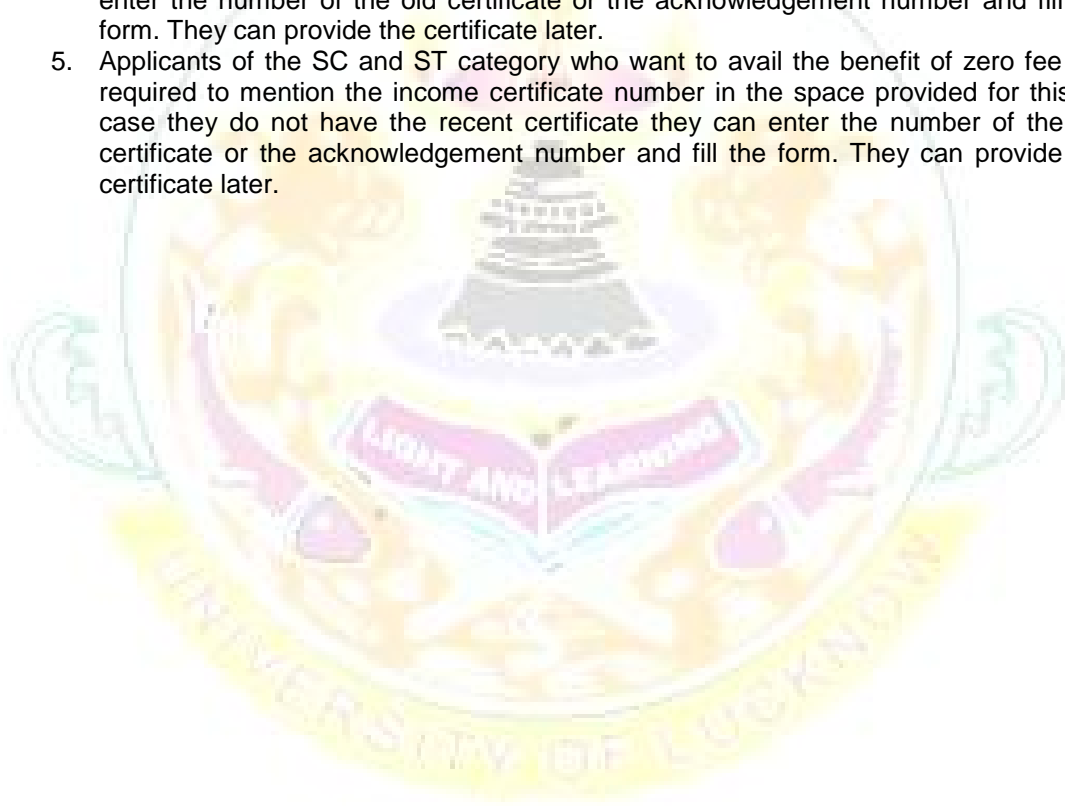 enter the number of the old certificate or the acknowledgement number and fill
form. They can provide the certificate later.
5. Applicants of the SC and ST category who want to avail the benefit of zero fee
required to mention the income certificate number in the space provided for this
case they do not have the recent certificate they can enter the number of the
certificate or the acknowledgement number and fill the form. They can provide
certificate later.
LIGHT AND LEARNING
UNIVERSITY OF LUCKNOW